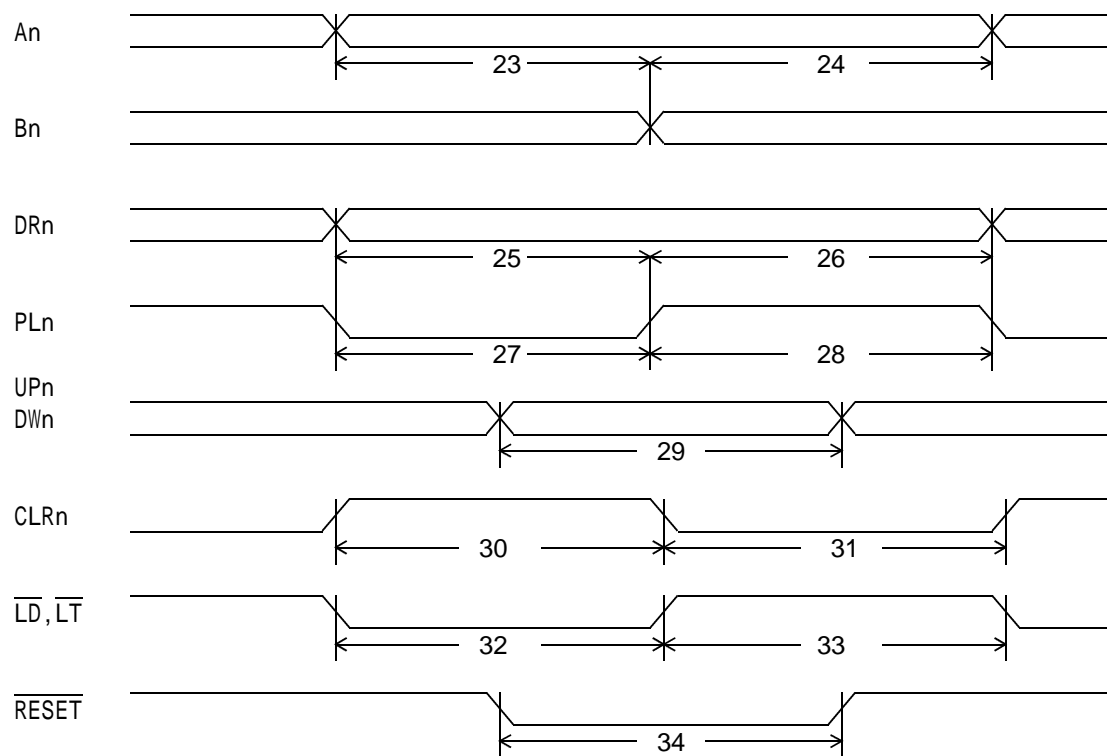 An
23 24
Bn
DRn
25 26
PLn
27 28
UPn
DWn
29
CLRn
30 31
LD,LT
32 33
RESET
34